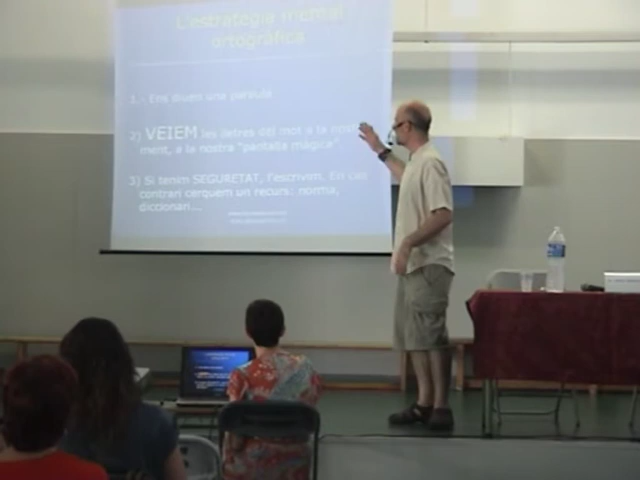 L'estratègia mental
ortogràfica
1.- Ens diuen una paraula
2) VEIEM les lletres del mot a la
ment, a la nostra "pantalla màgica".
3) Si tenim SEGURETAT, l'escrivim. En cas
contrari cerquem un recurs: norma,
diccionari...